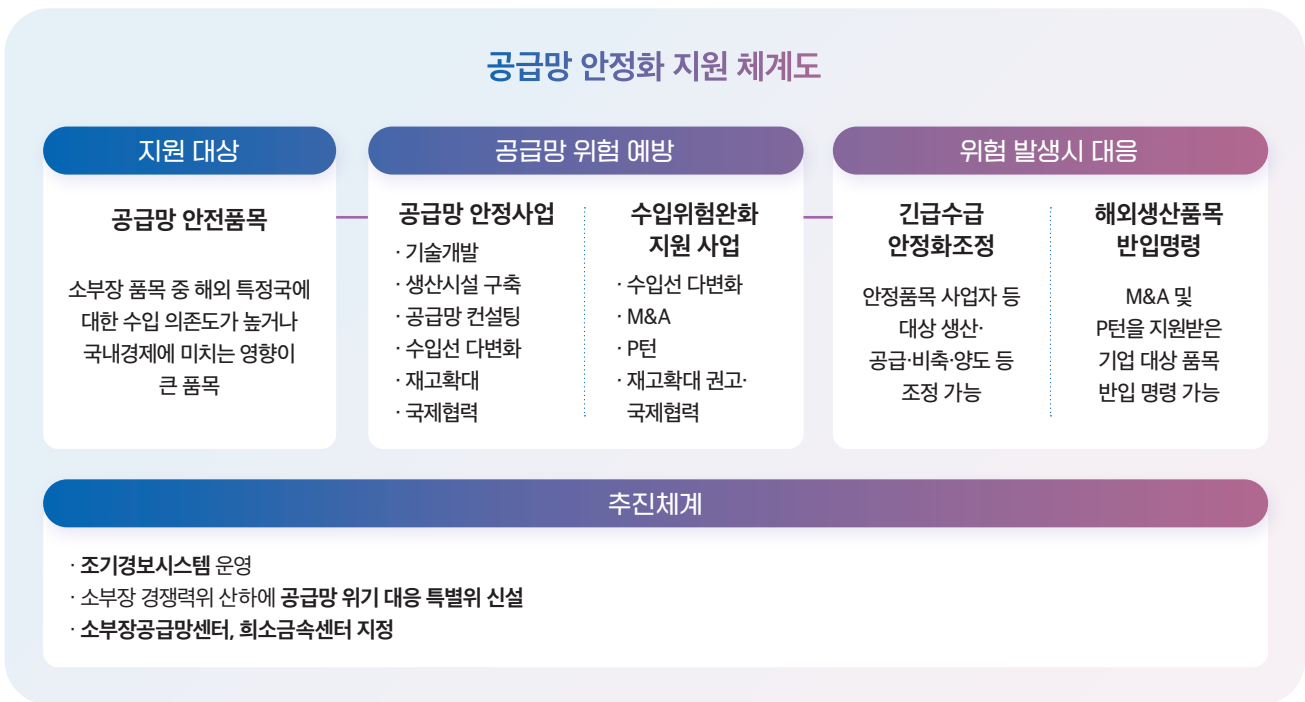 공급망 안정화 지원 체계도
지원 대상
공급망 안전품목
소부장 품목 중 해외 특정국에
대한 수입 의존도가 높거나
국내경제에 미치는 영향이
큰 품목
공급망 위험 예방
공급망 안정사업
· 기술개발
· 생산시설 구축
· 공급망 컨설팅
· 수입선 다변화
· 재고확대
· 국제협력
수입위험완화
지원 사업
· 수입선 다변화
· M&A
· P턴
· 재고확대 권고·
국제협력
위험 발생시 대응
긴급수급
안정화조정
안정품목 사업자 등
대상 생산·
공급·비축·양도 등
조정 가능
해외생산품목
반입명령
M&A 및
P턴을 지원받은
기업 대상 품목
반입 명령 가능
추진체계
· 조기경보시스템 운영
· 소부장 경쟁력위 산하에 공급망 위기 대응 특별위 신설
· 소부장공급망센터, 희소금속센터 지정